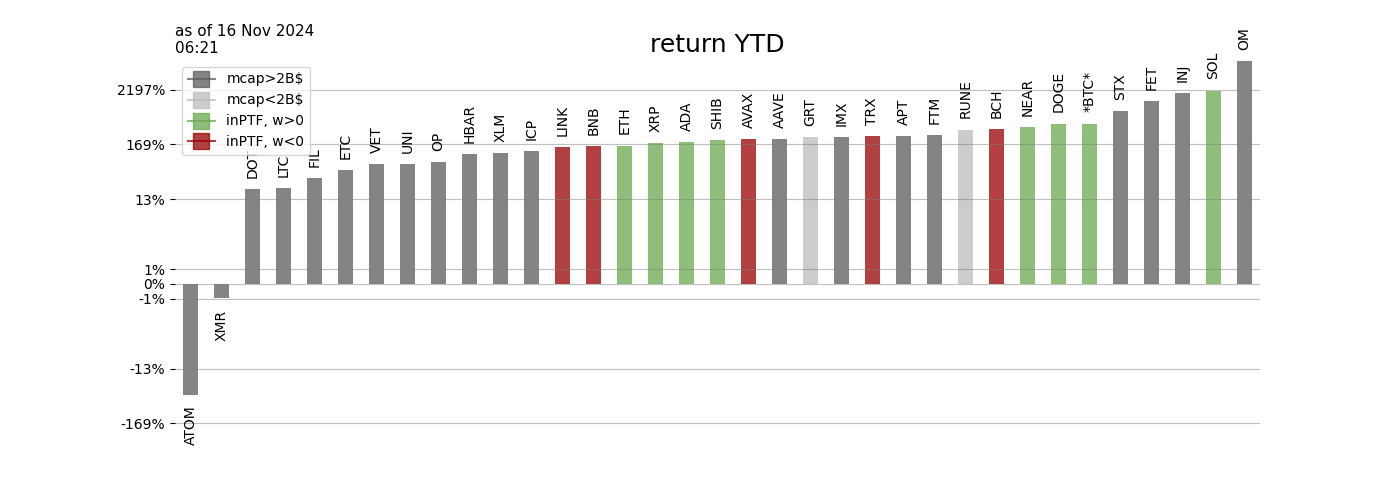 as of 16 Nov 2024
06:21
return YTD
mcap>2B$
mcap<2B$
inPTF, w>0
inPTF, w<0
2197%
169%
13%
1%
0%
-1%
-13%
-169%
ATOM
XMR
DOT
LTC
FIL
ETC
VET
UNI
OP
HBAR
XLM
ICP
LINK
BNB
ETH
XRP
ADA
SHIB
AVAX
AAVE
GRT
IMX
TRX
APT
FTM
RUNE
BCH
NEAR
DOGE
*BTC*
STX
FET
INJ
SOL
OM